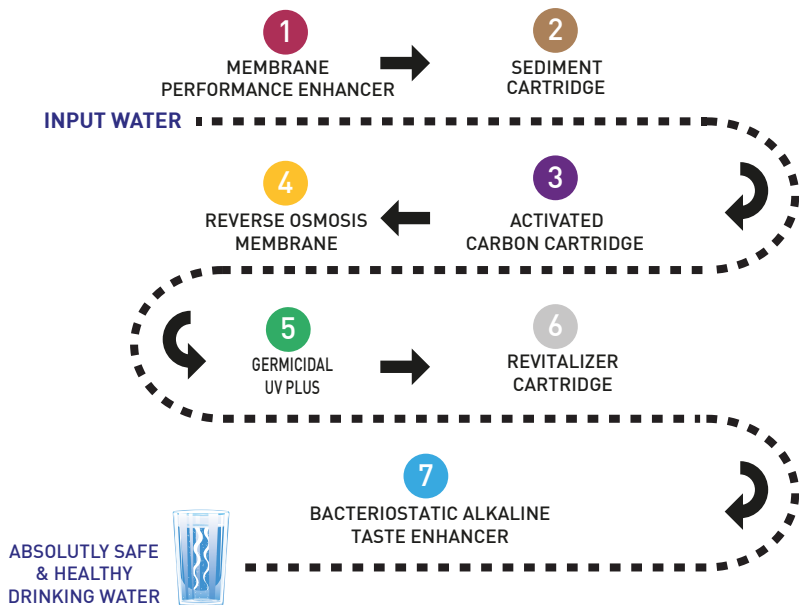 1
MEMBRANE
PERFORMANCE ENHANCER
2
SEDIMENT
CARTRIDGE
INPUT WATER
3
ACTIVATED
CARBON CARTRIDGE
4
REVERSE OSMOSIS
MEMBRANE
5
GERMICIDAL
UV PLUS
6
REVITALIZER
CARTRIDGE
7
BACTERIOSTATIC ALKALINE
TASTE ENHANCER
ABSOLUTLY SAFE
& HEALTHY
DRINKING WATER